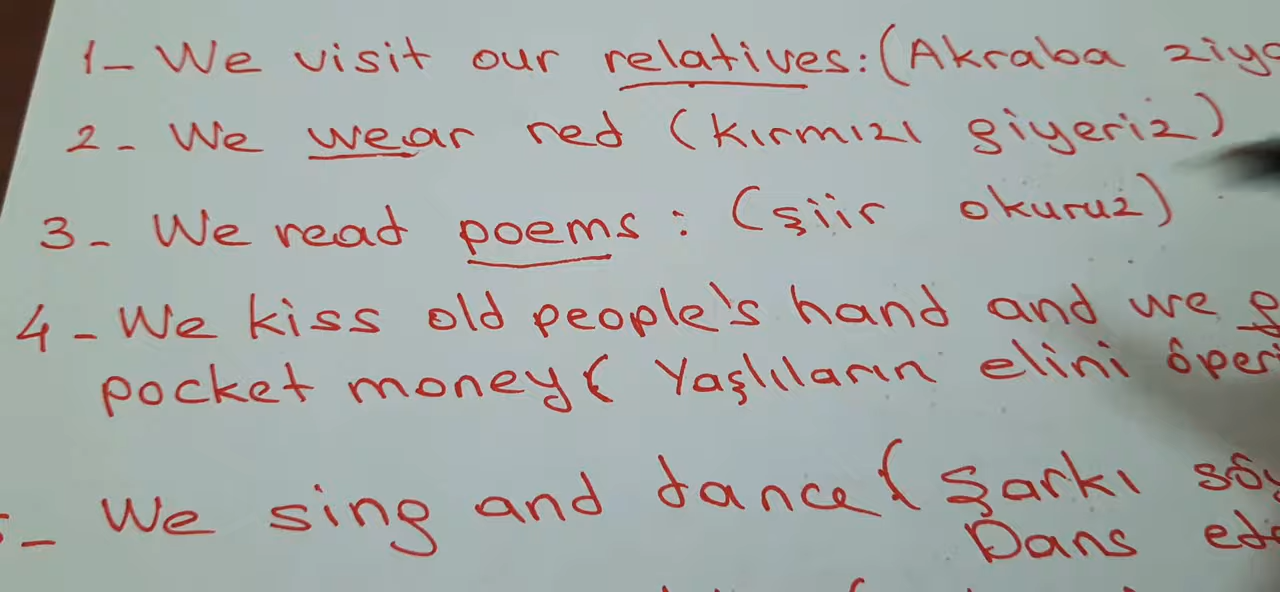 1- We visit our relatives: (Akraba
2- We wear red (Kırmızı giyeriz)
3- We read poems: (şiir okuruz)
4- We kiss old people's hand and we
pocket money ( Yaşlıların elini
We sing and dance ( Şarkı
Dans